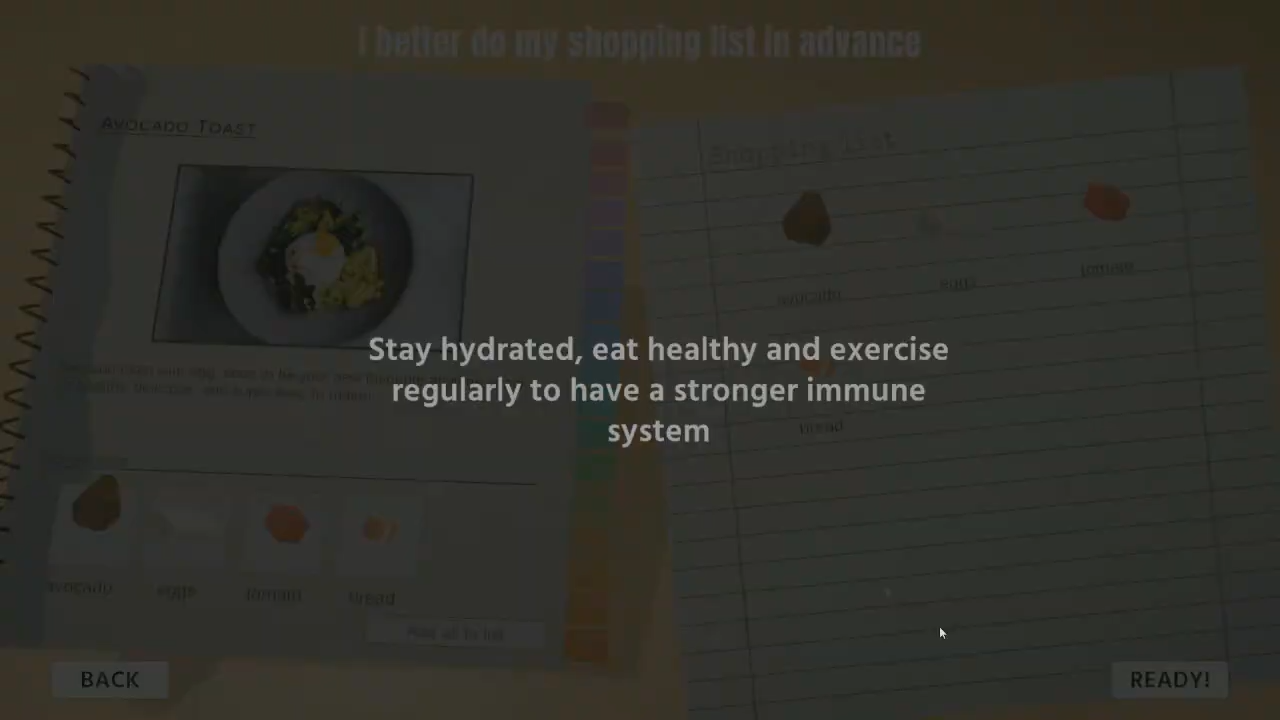 I better do my shopping list in advance
AVOCADO TOAST
Shopping List
avocado
eggs
tomato
bread
Stay hydrated, eat healthy and exercise
regularly to have a stronger immune
system
avocado
eggs
tomato
bread
Add all to list
BACK
READY!